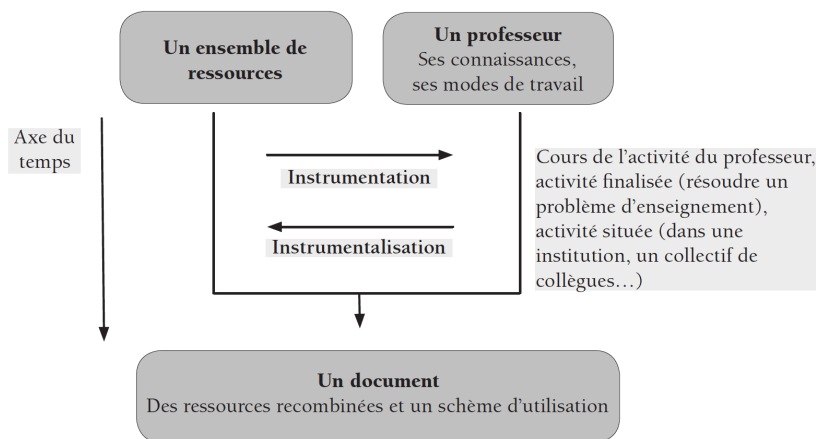 Un ensemble de
ressources
Un professeur
Ses connaissances,
ses modes de travail
Axe du
temps
Instrumentation
Instrumentalisation
Cours de l’activité du professeur,
activité finalisée (résoudre un
problème d’enseignement),
activité située (dans une
institution, un collectif de
collègues…)
Un document
Des ressources recombinées et un schème d’utilisation